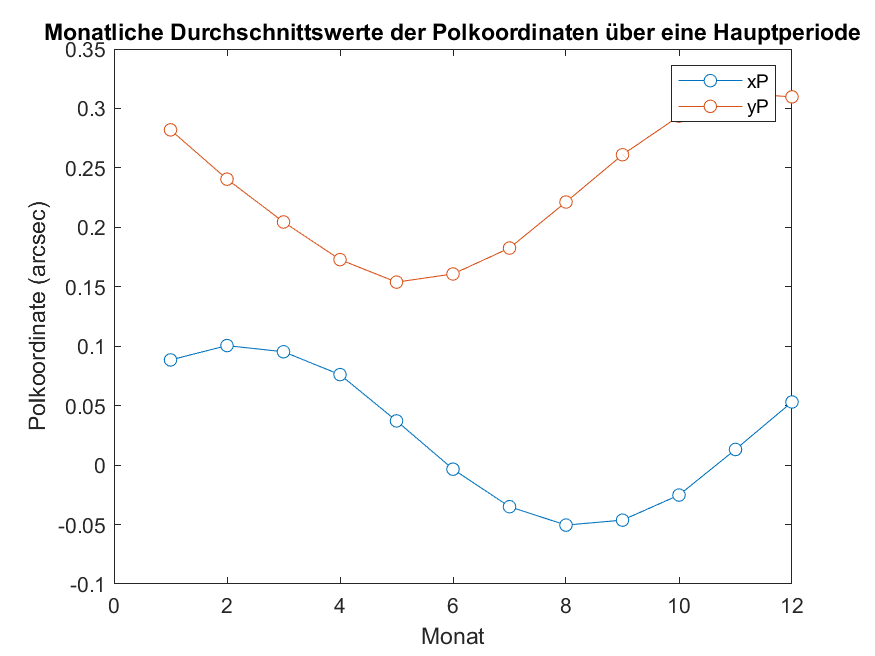 Monatliche Durchschnittswerte der Polkoordinaten über eine Hauptperiode
0.35
0.3
0.25
0.2
0.15
0.1
0.05
0
-0.05
-0.1
Polkoordinate (arcsec)
xP
yP
0 2 4 6 8 10 12
Monat